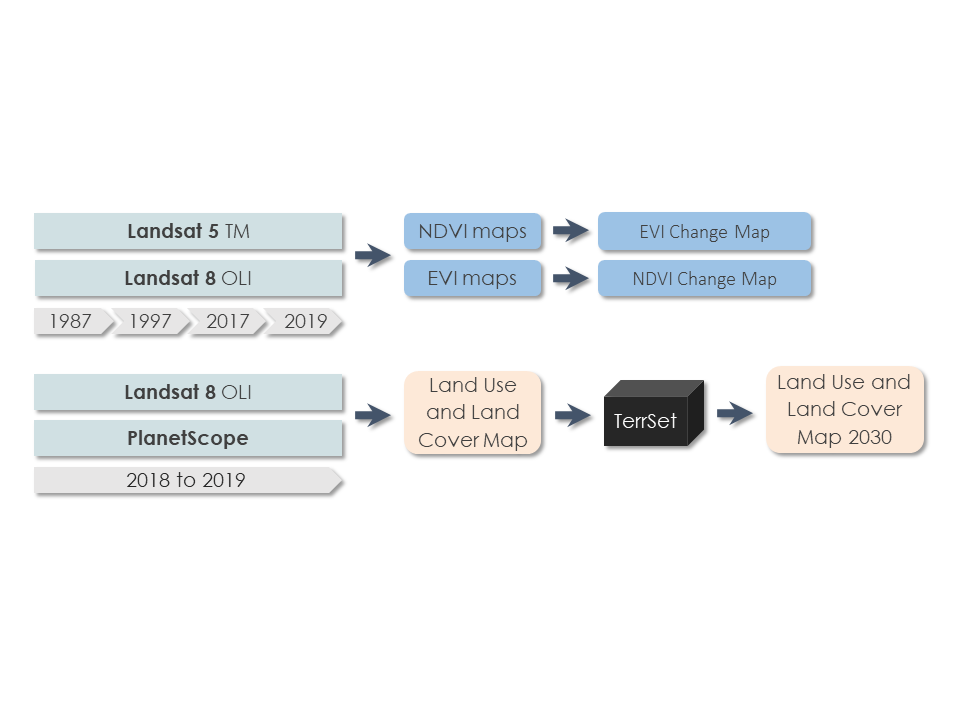 Landsat 5 TM
NDVI maps
EVI Change Map
Landsat 8 OLI
EVI maps
NDVI Change Map
1987
1997
2017
2019
Landsat 8 OLI
PlanetScope
2018 to 2019
Land Use
and Land
Cover Map
TerrSet
Land Use and
Land Cover
Map 2030